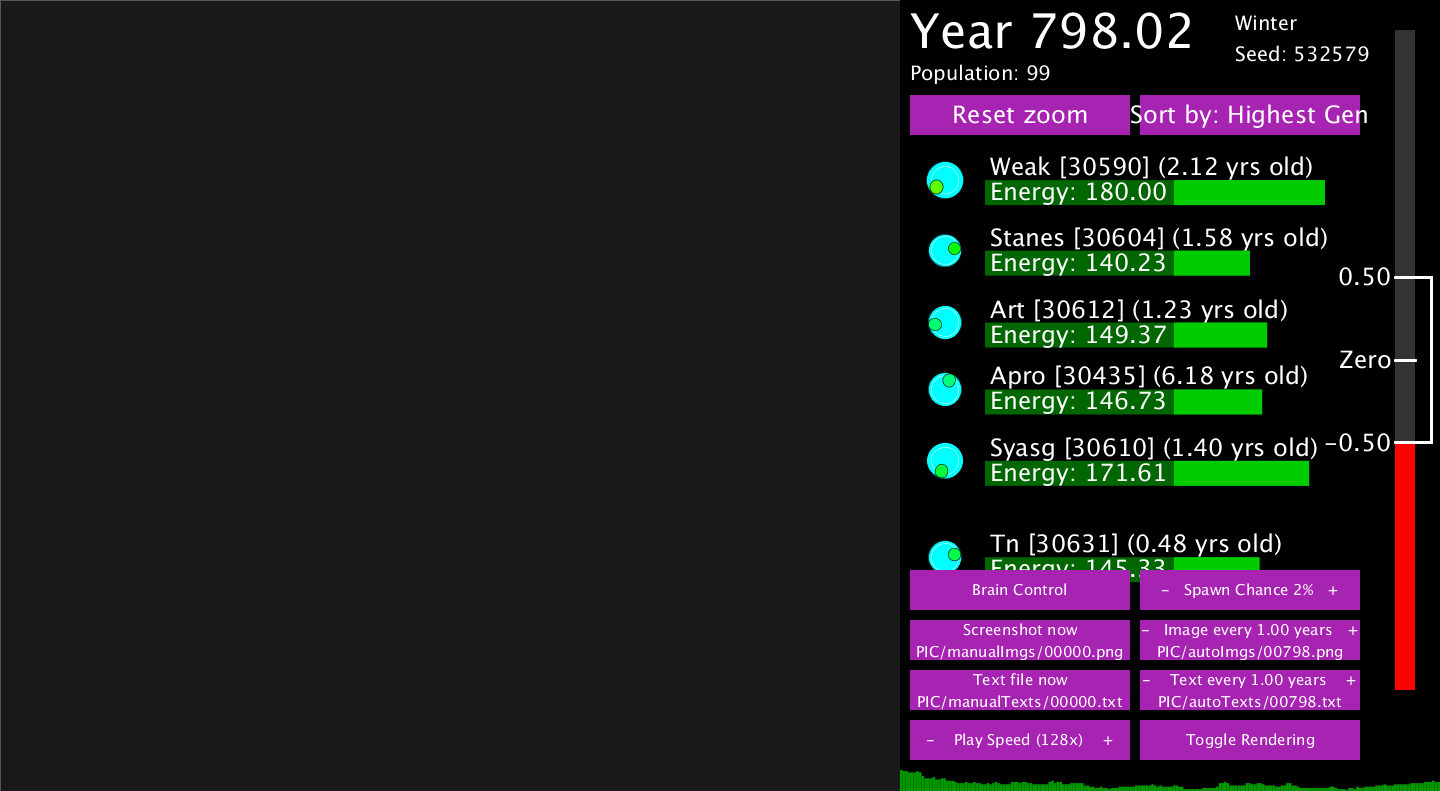 Year 798.02
Winter
Seed: 532579
Population: 99
Reset zoom
Sort by: Highest Gen
Weak [30590] (2.12 yrs old)
Energy: 180.00
Stanes [30604] (1.58 yrs old)
Energy: 140.23
Art [30612] (1.23 yrs old)
Energy: 149.37
Apro [30435] (6.18 yrs old)
Energy: 146.73
Syasg [30610] (1.40 yrs old)
Energy: 171.61
Tn [30631] (0.48 yrs old)
Energy: 145.33
0.50
Zero
-0.50
Brain Control
- Spawn Chance 2% +
Screenshot now
PIC/manualImgs/00000.png
- Image every 1.00 years +
PIC/autoImgs/00798.png
Text file now
PIC/manualTexts/00000.txt
- Text every 1.00 years +
PIC/autoTexts/00798.txt
- Play Speed (128x) +
Toggle Rendering